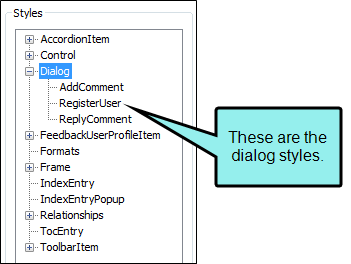 Styles
AccordionItem
Control
Dialog
AddComment
RegisterUser
ReplyComment
FeedbackUserProfileItem
Formats
Frame
IndexEntry
IndexEntryPopup
Relationships
TocEntry
ToolbarItem
These are the
dialog styles.